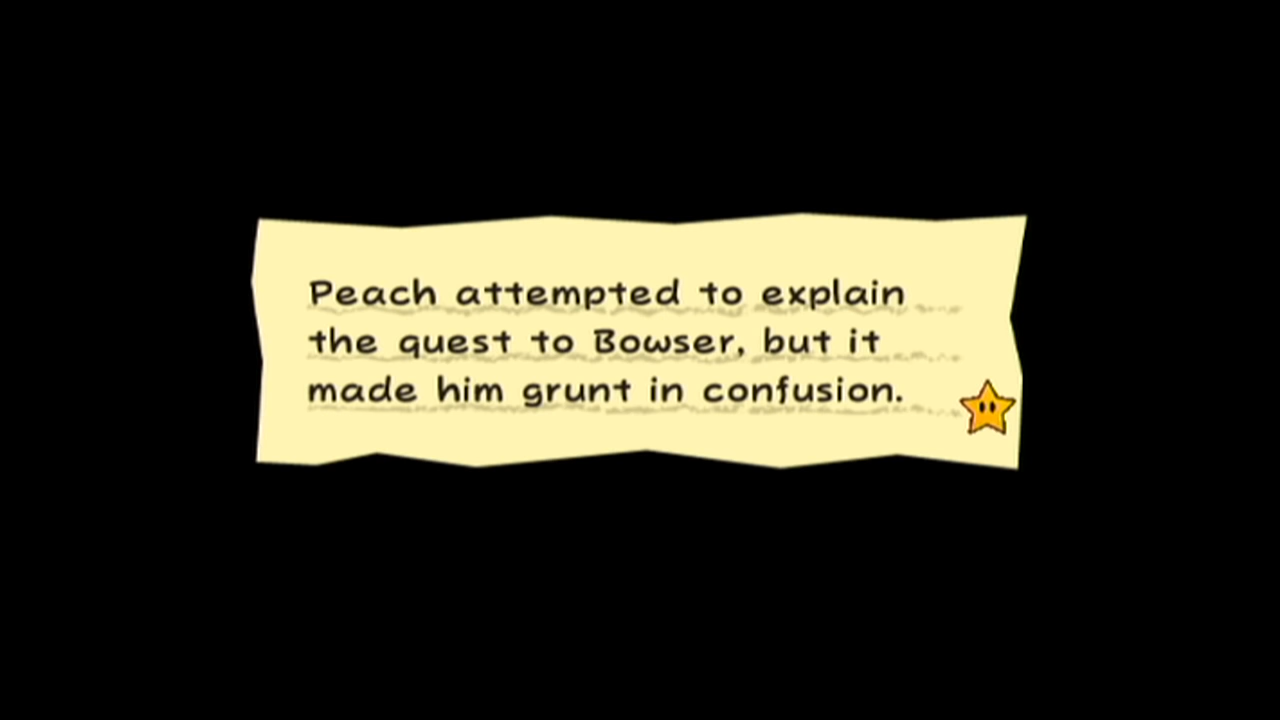 Peach attempted to explain
the quest to Bowser, but it
made him grunt in confusion.